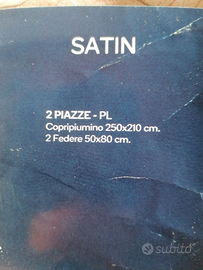 SATIN
2 PIAZZE - PL
Copripiumino 250x210 cm.
2 Federe 50x80 cm.
subito